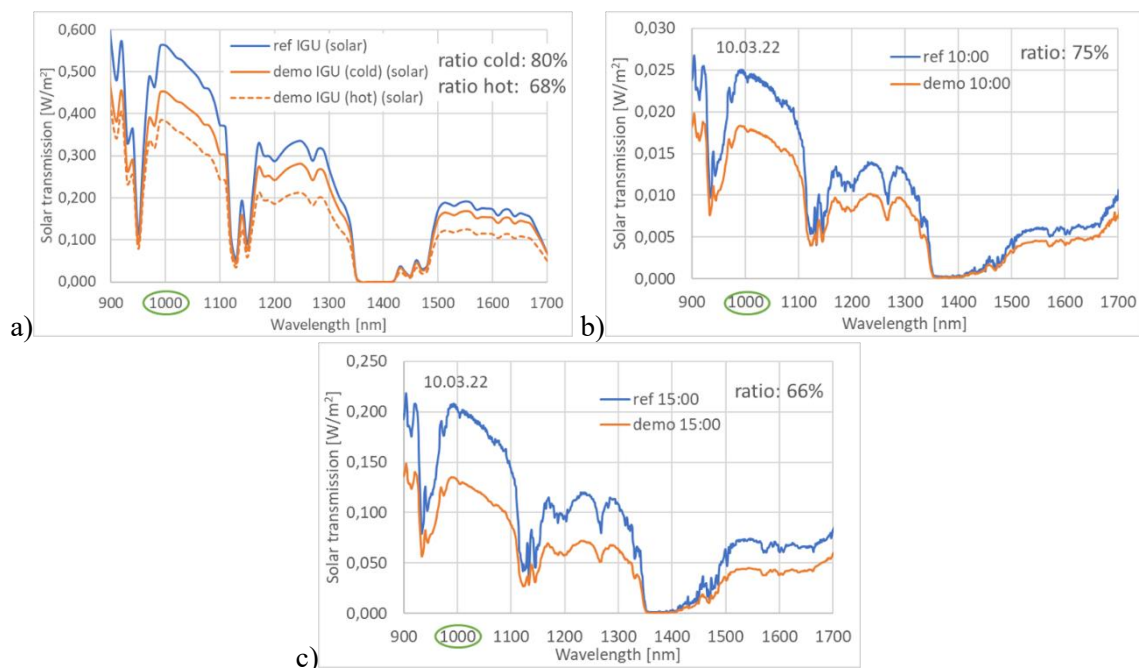 0,600
0,500
0,400
0,300
0,200
0,100
0,000
Solar transmission [W/m²]
ref IGU (solar)
demo IGU (cold) (solar)
demo IGU (hot) (solar)
ratio cold: 80%
ratio hot: 68%
900 1000 1100 1200 1300 1400 1500 1600 1700
Wavelength [nm]
a)
0,030
0,025
0,020
0,015
0,010
0,005
0,000
Solar transmission [W/m²]
10.03.22
ref 10:00
demo 10:00
ratio: 75%
900 1000 1100 1200 1300 1400 1500 1600 1700
Wavelength [nm]
b)
0,250
0,200
0,150
0,100
0,050
0,000
Solar transmission [W/m²]
10.03.22
ref 15:00
demo 15:00
ratio: 66%
900 1000 1100 1200 1300 1400 1500 1600 1700
Wavelength [nm]
c)